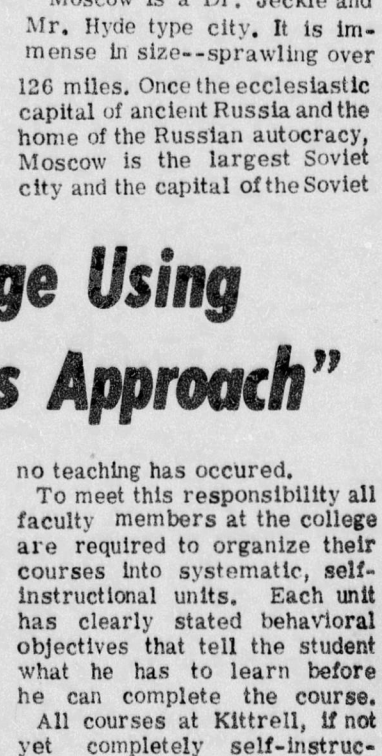 Moscow is a Dr. Jeckle and
Mr. Hyde type city. It is im-
mense in size--sprawling over
126 miles. Once the ecclesiastic
capital of ancient Russia and the
home of the Russian autocracy,
Moscow is the largest Soviet
city and the capital of the Soviet
ge Using
s Approach”
no teaching has occured.
To meet this responsibility all
faculty members at the college
are required to organize their
courses into systematic, self-
instructional units. Each unit
has clearly stated behavioral
objectives that tell the student
what he has to learn before
he can complete the course.
All courses at Kittrell, if not
yet completely self-instruc-